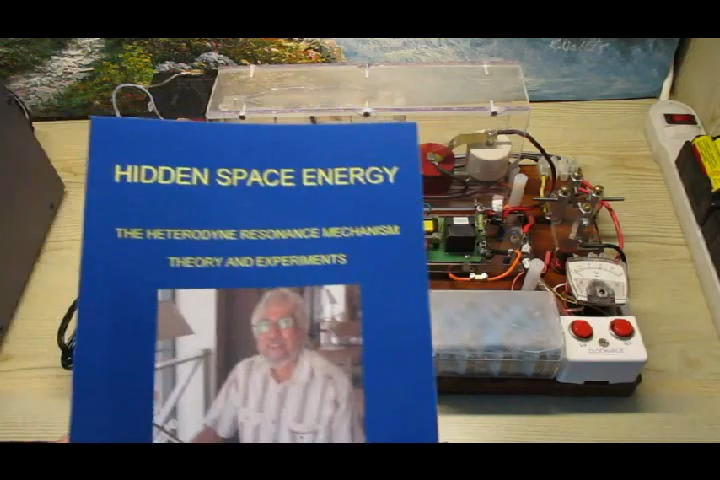 HIDDEN SPACE ENERGY
THE HETERODYNE RESONANCE MECHANISM
THEORY AND EXPERIMENTS